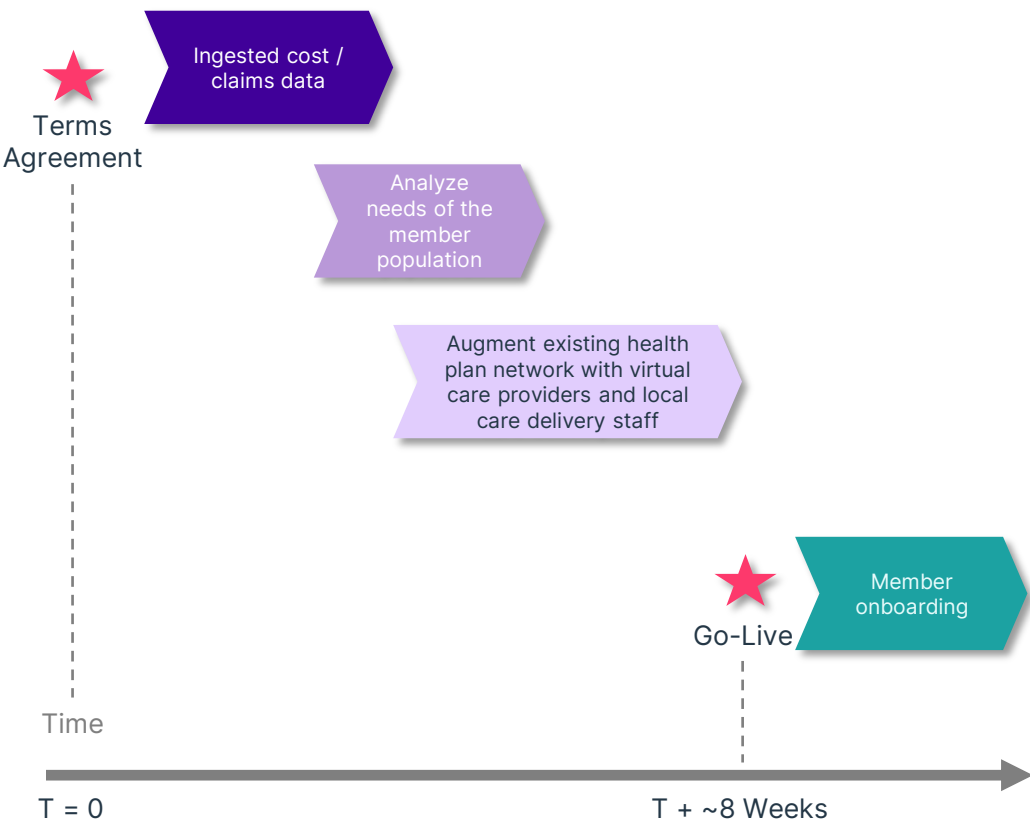 Ingested cost /
claims data
Terms
Agreement
Analyze
needs of the
member
population
Augment existing health
plan network with virtual
care providers and local
care delivery staff
Member
onboarding
Go-Live
Time
T = 0
T + ~8 Weeks